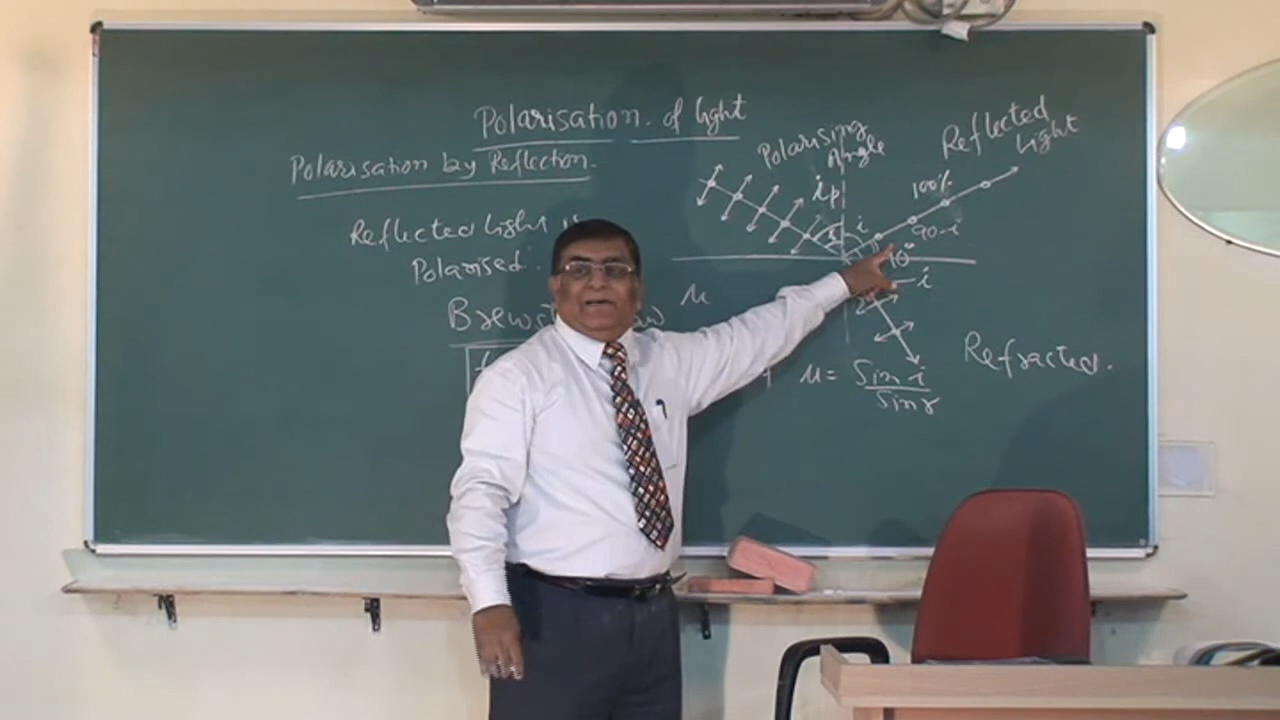 Polarisation of light
Polarisation by Reflection.
Reflected light
Polarised.
μ
Polarising
Angle
ip
i
Reflected
light
100%
90-i
i
μ = Sin i
Sin r
Refracted.